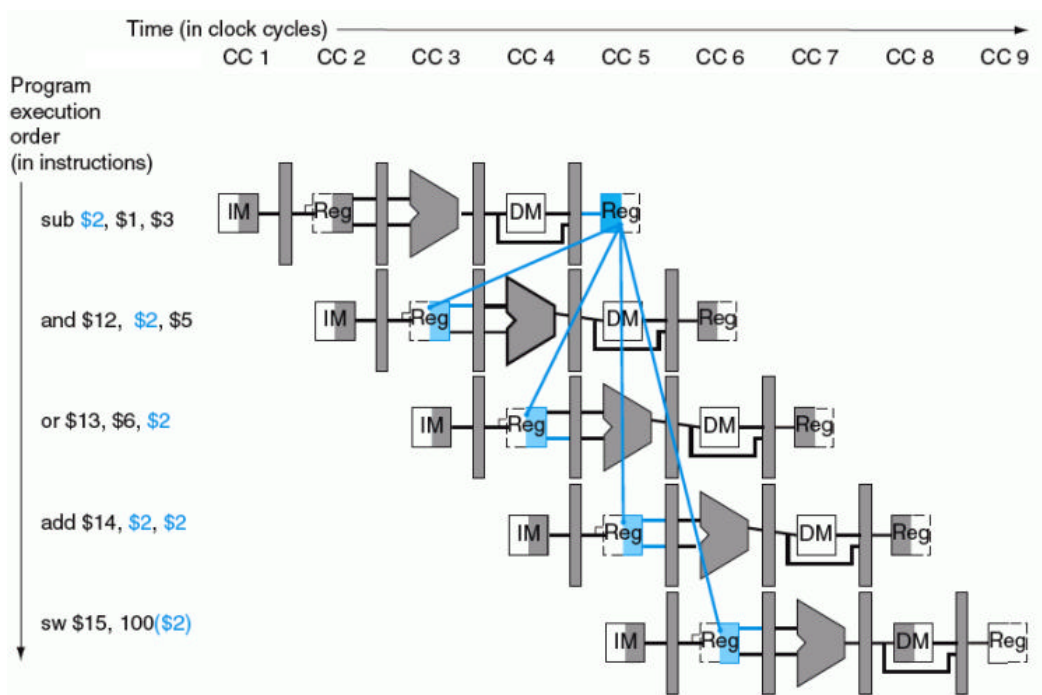 Time (in clock cycles)
CC 1 CC 2 CC 3 CC 4 CC 5 CC 6 CC 7 CC 8 CC 9
Program
execution
order
(in instructions)
sub $2, $1, $3
IM Reg DM Reg
and $12, $2, $5
IM Reg DM Reg
or $13, $6, $2
IM Reg DM Reg
add $14, $2, $2
IM Reg DM Reg
sw $15, 100($2)
IM Reg DM Reg